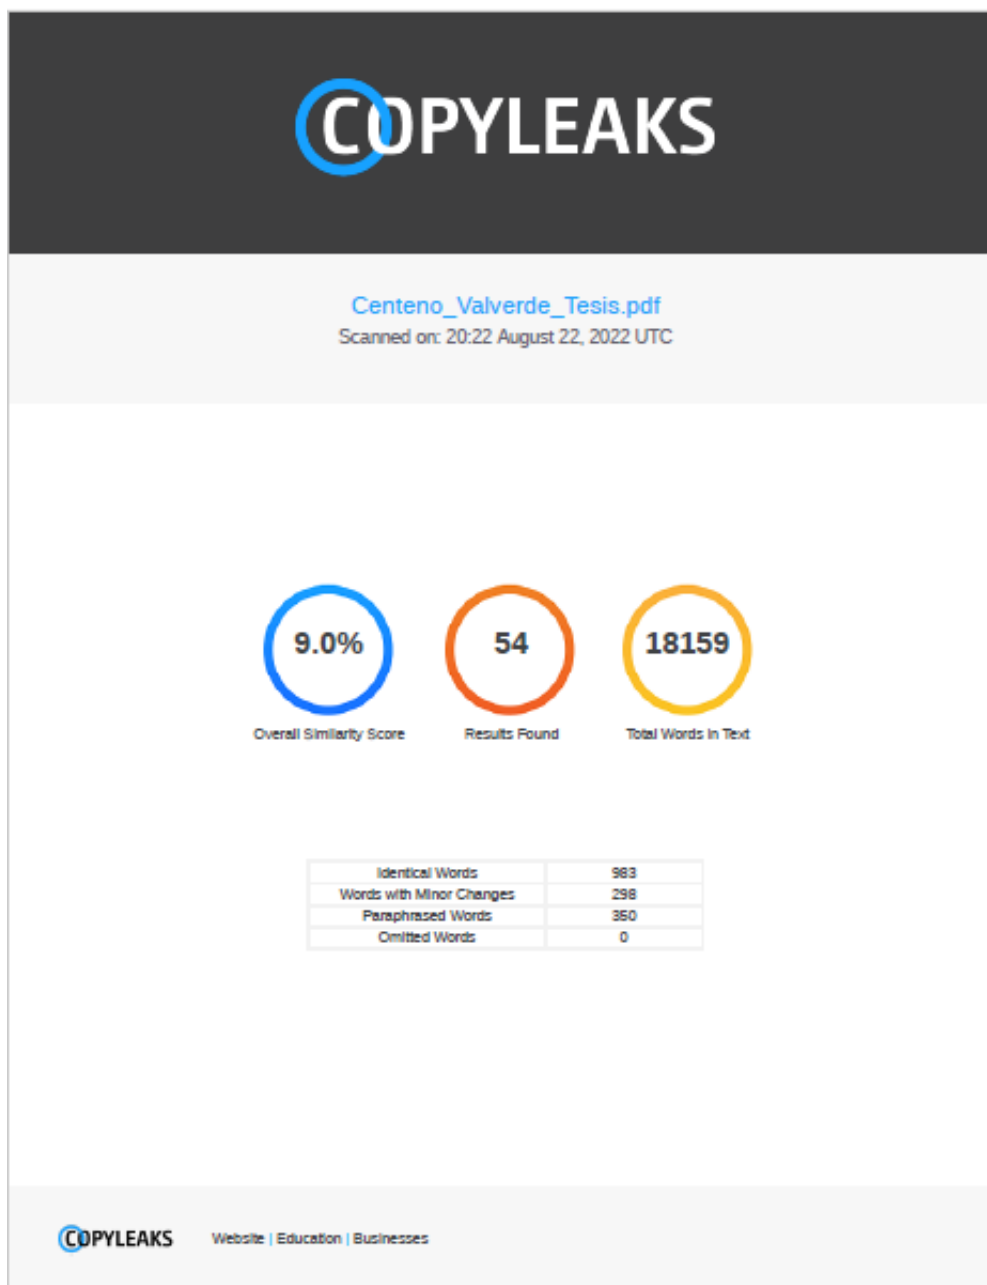 COPYLEAKS
Centeno_Valverde_Tesis.pdf
Scanned on: 20:22 August 22, 2022 UTC
9.0% 54 18159
Overall Similarity Score Results Found Total Words in Text
Identical Words 983
Words with Minor Changes 298
Paraphrased Words 350
Omitted Words 0
COPYLEAKS Website | Education | Businesses